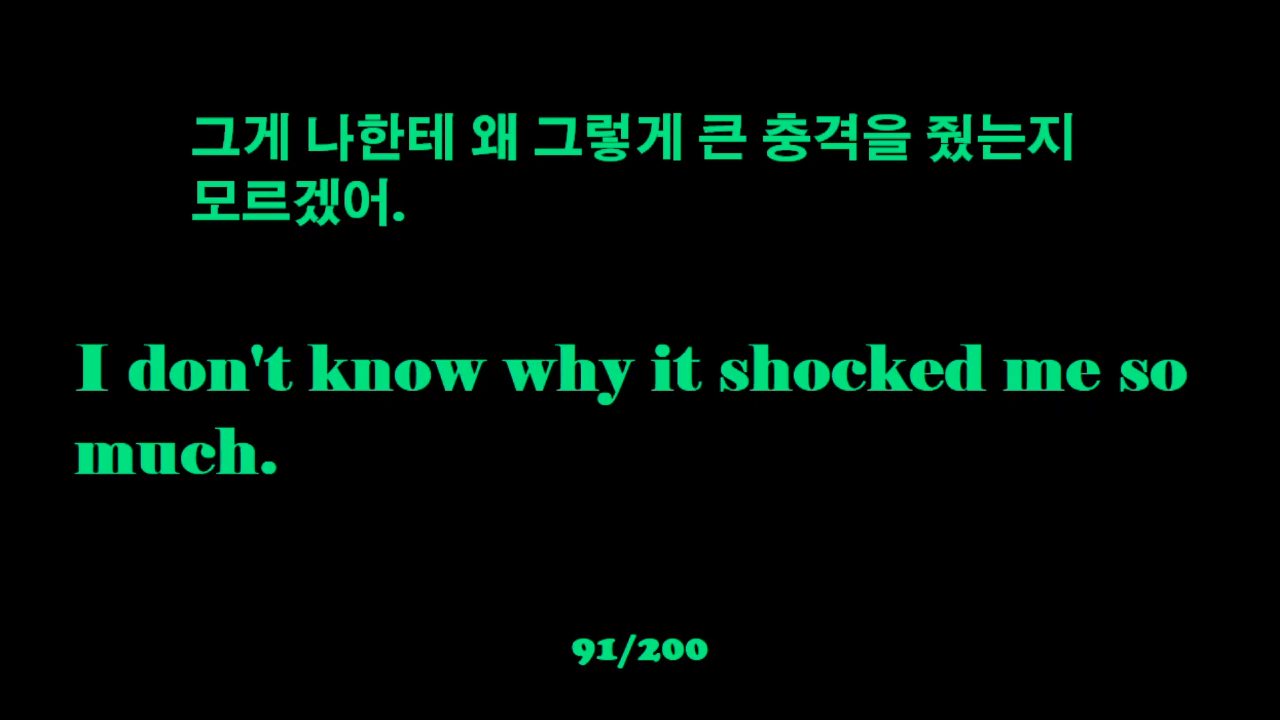 그게 나한테 왜 그렇게 큰 충격을 줬는지
모르겠어.
I don't know why it shocked me so
much.
91/200